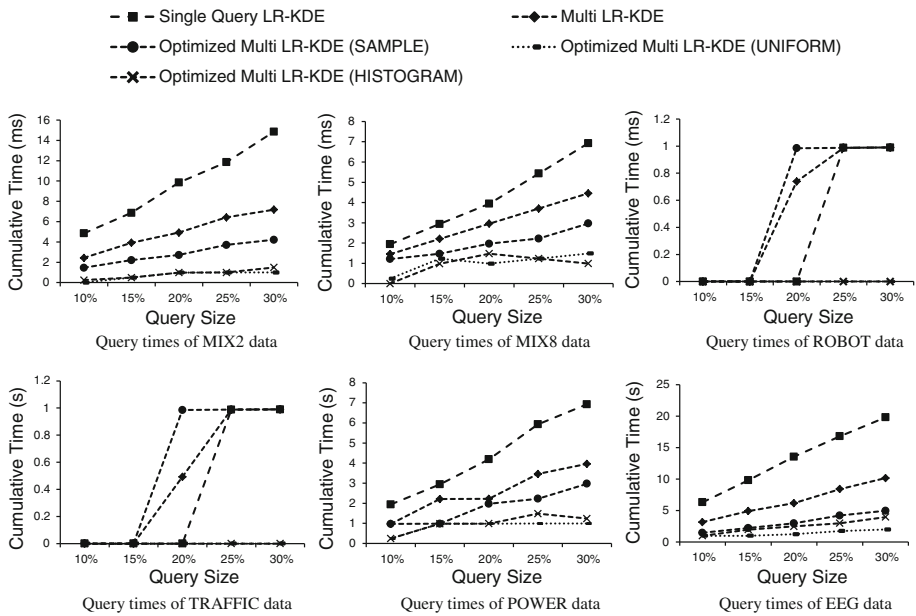 Single Query LR-KDE
Multi LR-KDE
Optimized Multi LR-KDE (SAMPLE)
Optimized Multi LR-KDE (UNIFORM)
Optimized Multi LR-KDE (HISTOGRAM)
Cumulative Time (ms)
16
14
12
10
8
6
4
2
0
10% 15% 20% 25% 30%
Query Size
Query times of MIX2 data
Cumulative Time (ms)
8
7
6
5
4
3
2
1
0
10% 15% 20% 25% 30%
Query Size
Query times of MIX8 data
Cumulative Time (ms)
1.2
1
0.8
0.6
0.4
0.2
0
10% 15% 20% 25% 30%
Query Size
Query times of ROBOT data
Cumulative Time (s)
1.2
1
0.8
0.6
0.4
0.2
0
10% 15% 20% 25% 30%
Query Size
Query times of TRAFFIC data
Cumulative Time (s)
8
7
6
5
4
3
2
1
0
10% 15% 20% 25% 30%
Query Size
Query times of POWER data
Cumulative Time (s)
25
20
15
10
5
0
10% 15% 20% 25% 30%
Query Size
Query times of EEG data